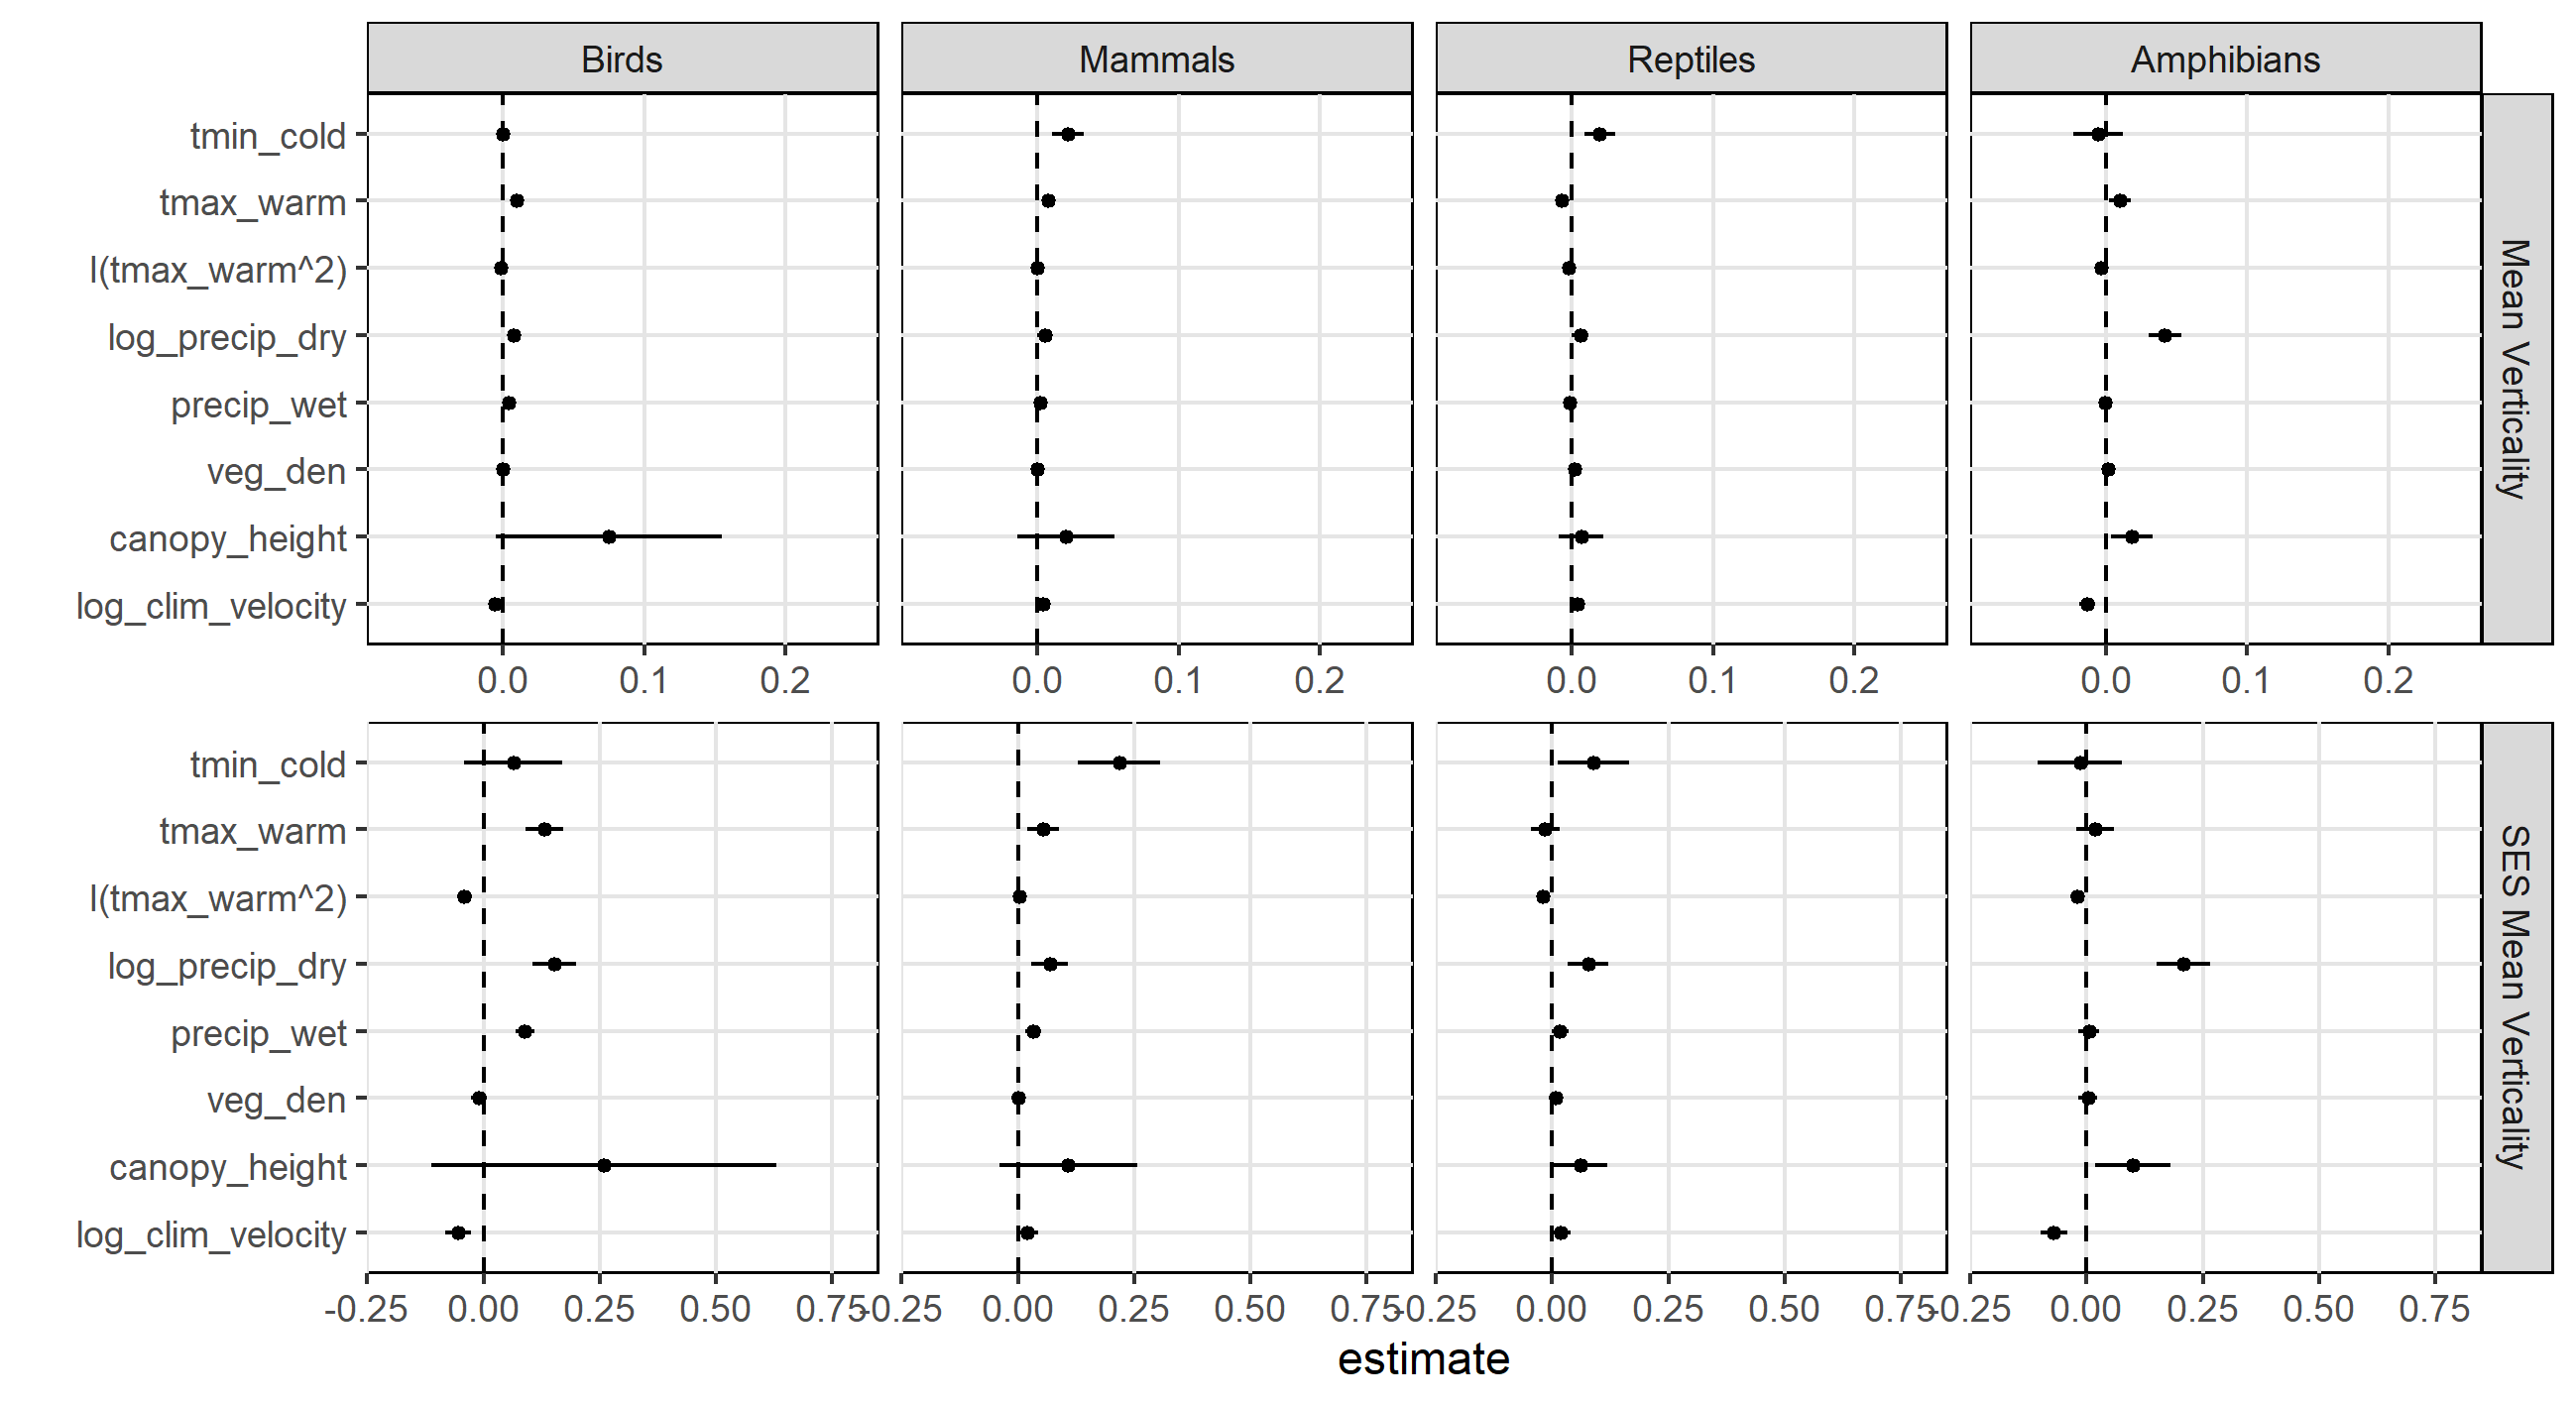 Birds Mammals Reptiles Amphibians
tmin_cold
tmax_warm
I(tmax_warm^2)
log_precip_dry
precip_wet
veg_den
canopy_height
log_clim_velocity
Mean Verticality
0.0 0.1 0.2 0.0 0.1 0.2 0.0 0.1 0.2 0.0 0.1 0.2
tmin_cold
tmax_warm
I(tmax_warm^2)
log_precip_dry
precip_wet
veg_den
canopy_height
log_clim_velocity
SES Mean Verticality
-0.25 0.00 0.25 0.50 0.75 -0.25 0.00 0.25 0.50 0.75 -0.25 0.00 0.25 0.50 0.75 -0.25 0.00 0.25 0.50 0.75
estimate